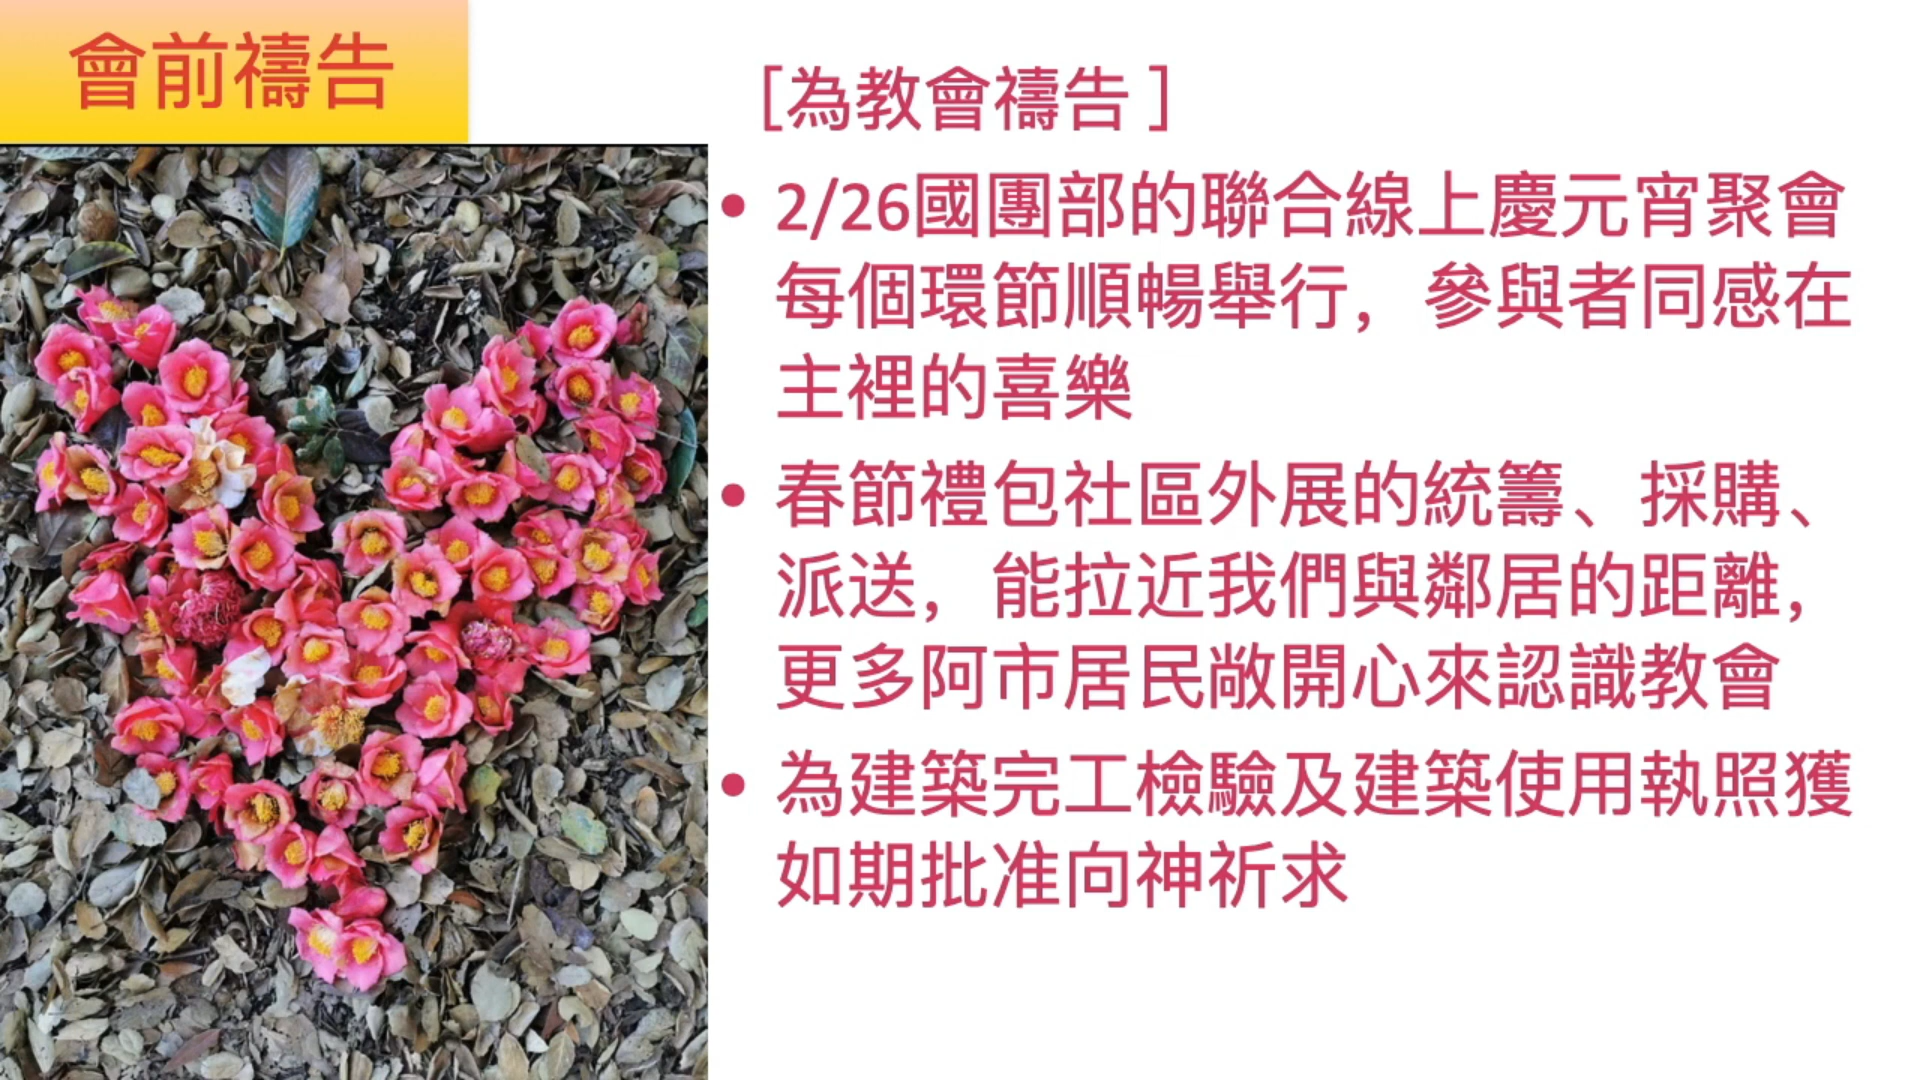 會前禱告
[為教會禱告 ]
• 2/26國團部的聯合線上慶元宵聚會
每個環節順暢舉行，參與者同感在
主裡的喜樂
• 春節禮包社區外展的統籌、採購、
派送，能拉近我們與鄰居的距離，
更多阿市居民敞開心來認識教會
• 為建築完工檢驗及建築使用執照獲
如期批准向神祈求